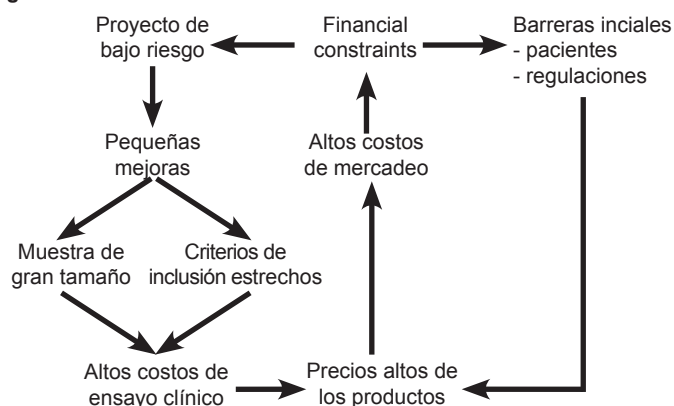 Proyecto de
bajo riesgo
Financial
constraints
Barreras inciales
- pacientes
- regulaciones
Pequeñas
mejoras
Altos costos
de mercadeo
Muestra de
gran tamaño
Criterios de
inclusión estrechos
Altos costos de
ensayo clínico
Precios altos de
los productos